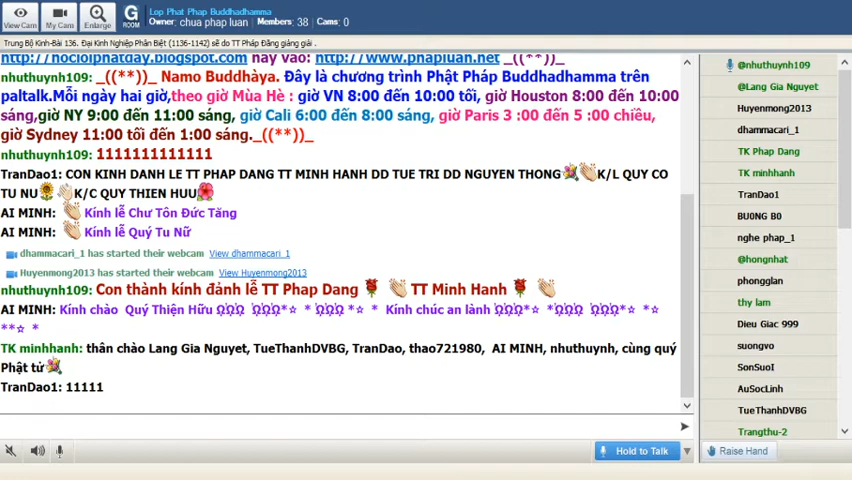 View Cam
My Cam
Enlarge
G
ROOM
Lop Phat Phap Buddhadhamma
Owner: chua phap luan Members: 38 Cams: 0
Trung Bộ Kinh-Bài 136. Đại Kinh Nghiệp Phân Biệt (1136-1142) sẽ do TT Pháp Đăng giảng giải .
http://hocloiphatday.blogspot.com hay vào: http://www.phapluan.net _((**))_
nhuthuynh109: _((**))_ Namo Buddhàya. Đây là chương trình Phật Pháp Buddhadhamma trên
paltalk.Mỗi ngày hai giờ,theo giờ Mùa Hè : giờ VN 8:00 đến 10:00 tối, giờ Houston 8:00 đến 10:00
sáng,giờ NY 9:00 đến 11:00 sáng, giờ Cali 6:00 đến 8:00 sáng, giờ Paris 3 :00 đến 5 :00 chiều,
giờ Sydney 11:00 tối đến 1:00 sáng._((**))_
nhuthuynh109: 1111111111111
TranDao1: CON KINH DANH LE TT PHAP DANG TT MINH HANH DD TUE TRI DD NGUYEN THONG K/L QUY CO
TU NU K/C QUY THIEN HUU
AI MINH: Kính lễ Chư Tôn Đức Tăng
AI MINH: Kính lễ Quý Tu Nữ
dhammacari_1 has started their webcam View dhammacari_1
Huyenmong2013 has started their webcam View Huyenmong2013
nhuthuynh109: Con thành kính đảnh lễ TT Phap Dang TT Minh Hanh
AI MINH: Kính chào Quý Thiện Hữu *☆ * *☆ * Kính chúc an lành *☆ * *☆ *☆
**☆ *
TK minhhanh: thân chào Lang Gia Nguyet, TueThanhDVBG, TranDao, thao721980, AI MINH, nhuthuynh, cùng quý
Phật tử
TranDao1: 11111
Hold to Talk
@nhuthuynh109
@Lang Gia Nguyet
Huyenmong2013
dhammacari_1
TK Phap Dang
TK minhhanh
TranDao1
BU0NG B0
nghe phap_1
@hongnhat
phongglan
thy lam
Dieu Giac 999
suongvo
SonSuoI
AuSocLinh
TueThanhDVBG
Trangthu-2
Raise Hand